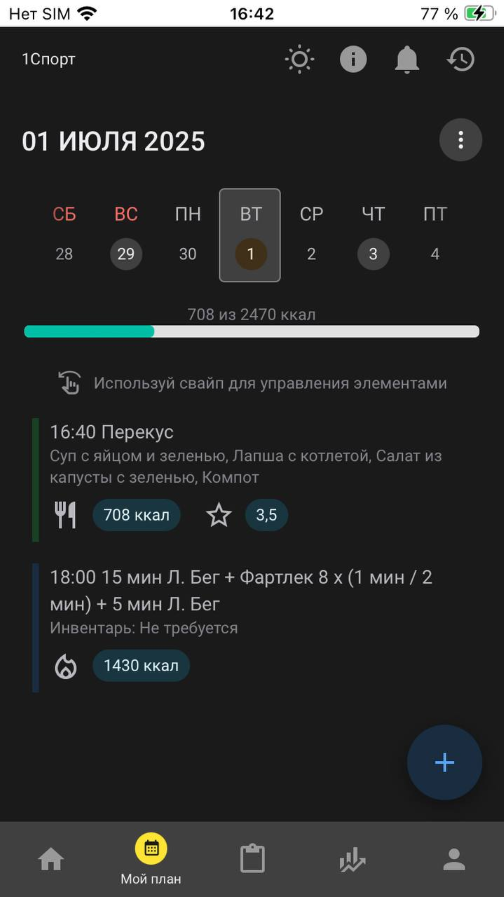 Нет SIM 16:42 77 %
1Спорт
01 ИЮЛЯ 2025
СБ ВС ПН ВТ СР ЧТ ПТ
28 29 30 1 2 3 4
708 из 2470 ккал
Используй свайп для управления элементами
16:40 Перекус
Суп с яйцом и зеленью, Лапша с котлетой, Салат из
капусты с зеленью, Компот
708 ккал 3,5
18:00 15 мин Л. Бег + Фартлек 8 х (1 мин / 2
мин) + 5 мин Л. Бег
Инвентарь: Не требуется
1430 ккал
+
Мой план